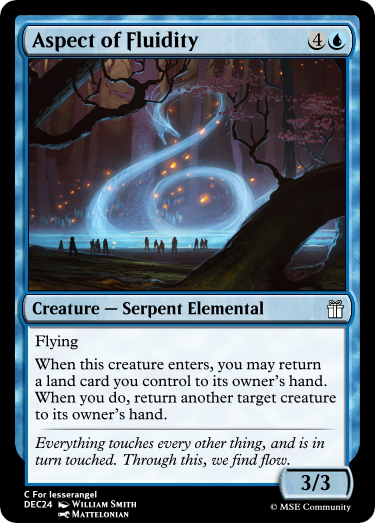 Aspect of Fluidity 4
Creature — Serpent Elemental
Flying
When this creature enters, you may return
a land card you control to its owner's hand.
When you do, return another target creature
to its owner's hand.
Everything touches every other thing, and is in
turn touched. Through this, we find flow.
3/3
C For lesserangel
DEC24 William Smith
Mattelonian
© MSE Community